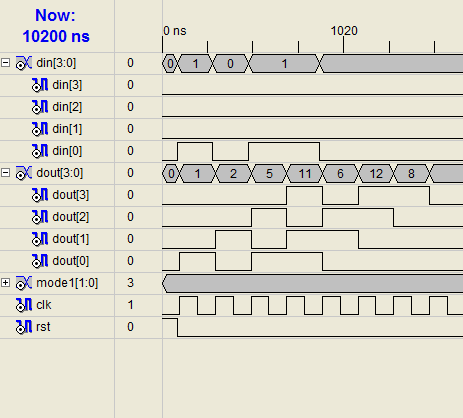 Now:
10200 ns
0 ns 1020
din[3:0] 0 0 1 0 1
din[3] 0
din[2] 0
din[1] 0
din[0] 0
dout[3:0] 0 0 1 2 5 11 6 12 8
dout[3] 0
dout[2] 0
dout[1] 0
dout[0] 0
mode1[1:0] 3
clk 1
rst 0